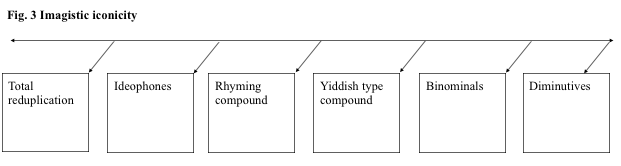 Fig. 3 Imagistic iconicity
Total
reduplication
Ideophones
Rhyming
compound
Yiddish type
compound
Binominals
Diminutives